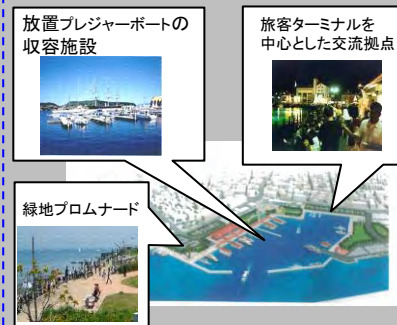 放置プレジャーボートの
収容施設
旅客ターミナルを
中心とした交流拠点
緑地プロムナード